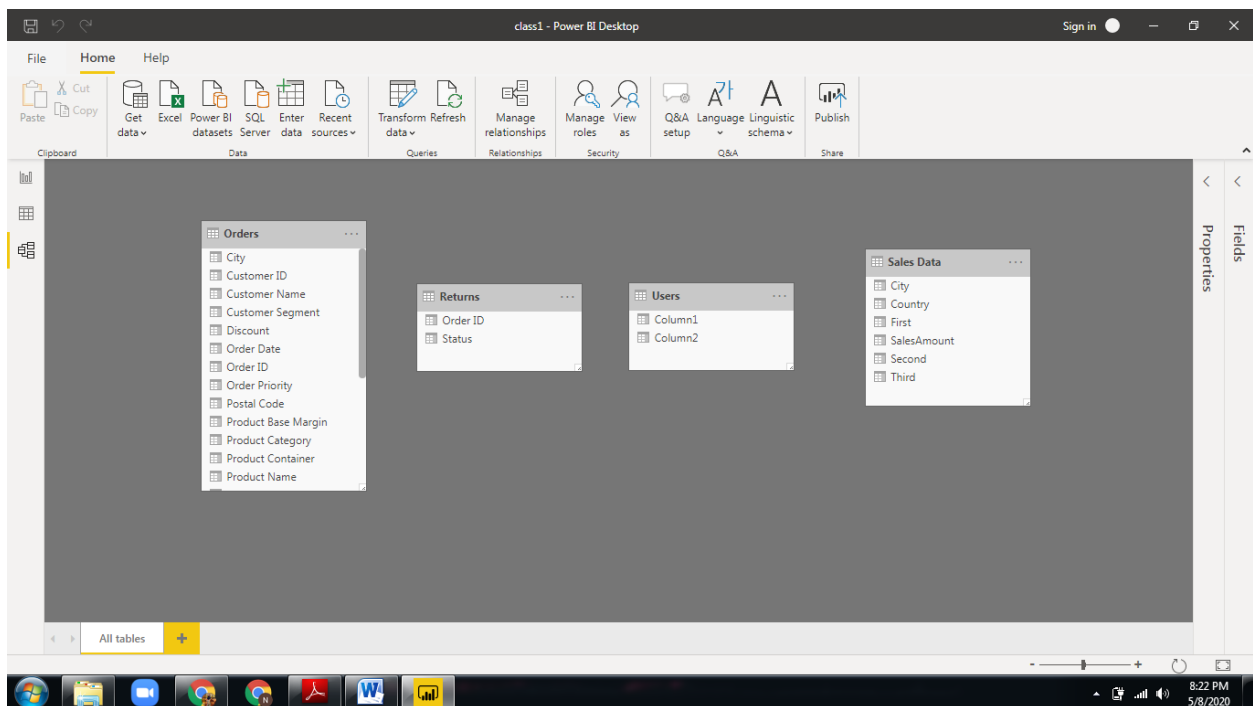 class1 - Power BI Desktop
Sign in
File Home Help
Paste
Cut
Copy
Get data
Excel
Power BI datasets
SQL Server
Enter data
Recent sources
Transform data
Refresh
Manage relationships
Manage roles
View as
Q&A setup
Language
Linguistic schema
Publish
Clipboard Data Queries Relationships Security Q&A Share
Properties
Fields
Orders
City
Customer ID
Customer Name
Customer Segment
Discount
Order Date
Order ID
Order Priority
Postal Code
Product Base Margin
Product Category
Product Container
Product Name
Returns
Order ID
Status
Users
Column1
Column2
Sales Data
City
Country
First
SalesAmount
Second
Third
All tables
8:22 PM
5/8/2020